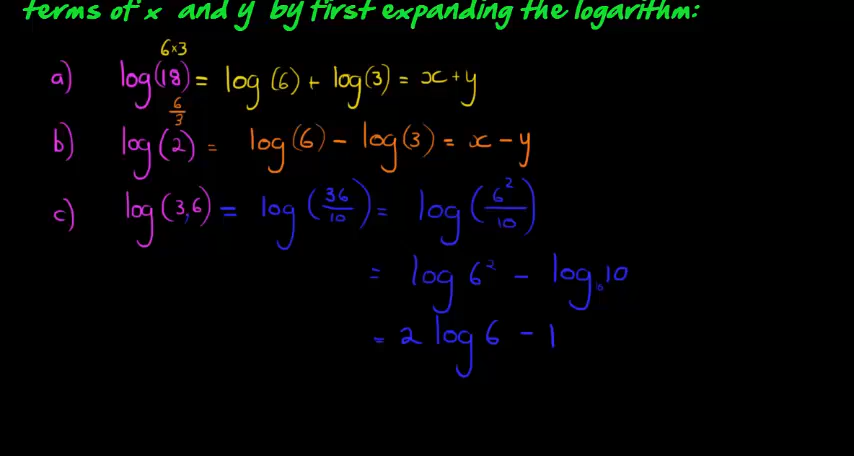 terms of x and y by first expanding the logarithm:
6×3
a) log(18) = log(6) + log(3) = x + y
6/3
b) log(2) = log(6) - log(3) = x - y
c) log(3,6) = log(36/10) = log(6²/10)
= log 6² - log₁₀10
= 2 log 6 - 1